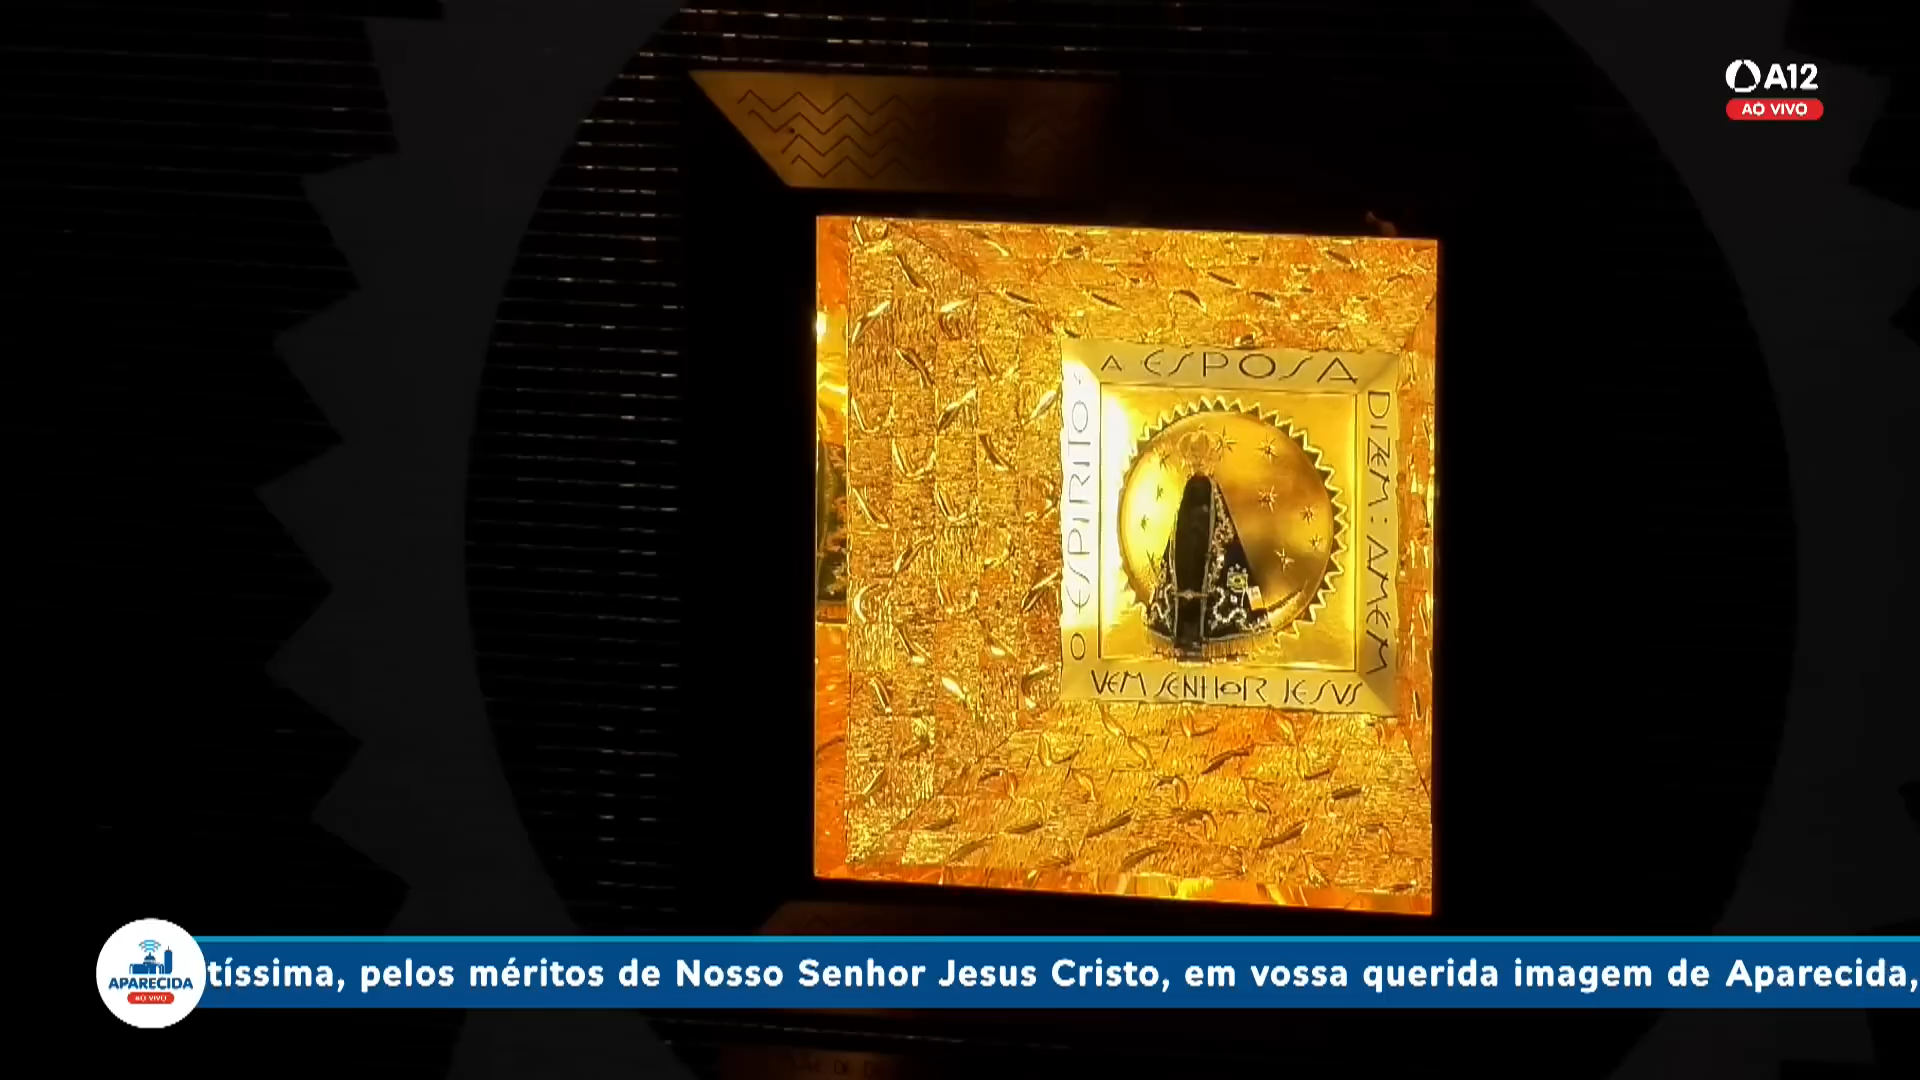 A12
AO VIVO
A ESPOSA
DIZEM: AMEM
O ESPIRITO
VEM SENHOR JESUS
APARECIDA
AO VIVO
tíssima, pelos méritos de Nosso Senhor Jesus Cristo, em vossa querida imagem de Aparecida,